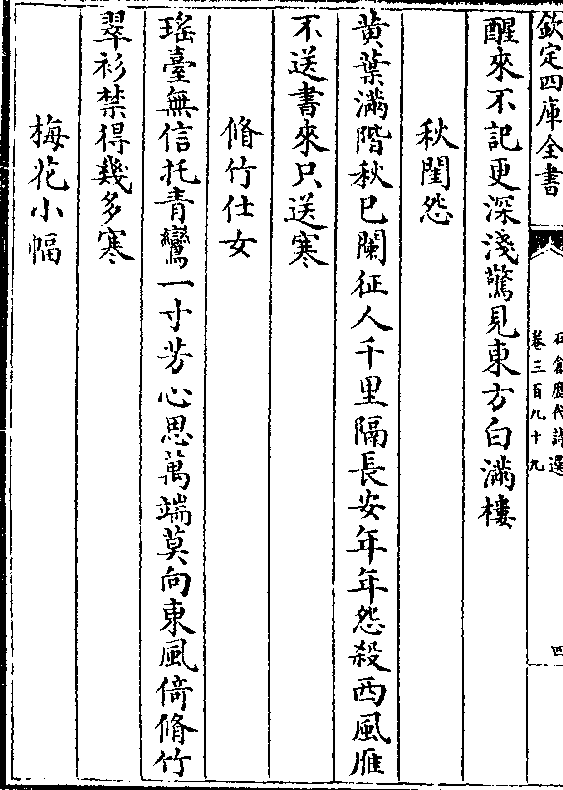 欽定四庫全書
石倉歷代詩選
卷三百九十九
四
醒來不記更深淺驚見東方白滿樓
秋閨怨
黄葉滿階秋已闌征人千里隔長安年年怨殺西風雁
不送書來只送寒
脩竹仕女
瑤臺無信托青鸞一寸芳心思萬端莫向東風倚脩竹
翠衫禁得幾多寒
梅花小幅